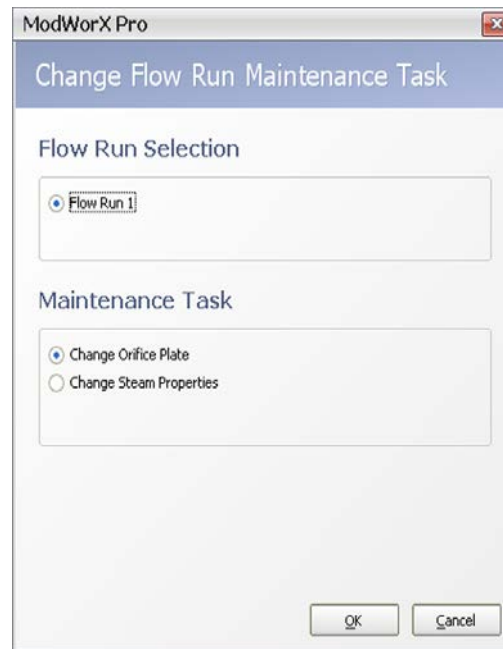 ModWorX Pro
Change Flow Run Maintenance Task
Flow Run Selection
Flow Run 1
Maintenance Task
Change Orifice Plate
Change Steam Properties
OK
Cancel